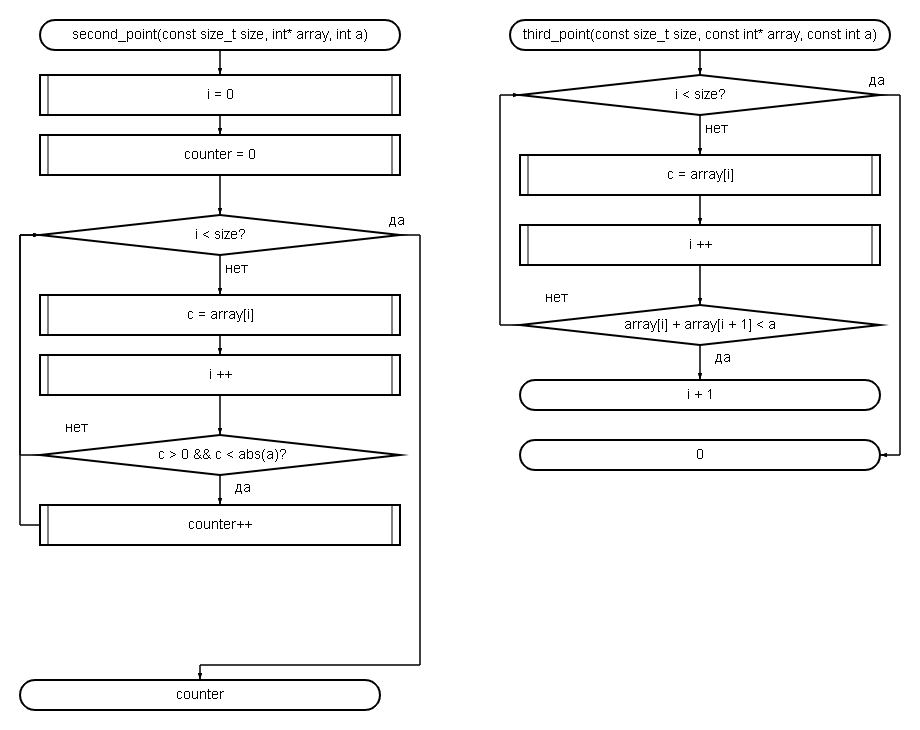 second_point(const size_t size, int* array, int a)
i = 0
counter = 0
i < size?
да
нет
c = array[i]
i ++
нет
c > 0 && c < abs(a)?
да
counter++
counter
third_point(const size_t size, const int* array, const int a)
да
i < size?
нет
c = array[i]
i ++
нет
array[i] + array[i + 1] < a
да
i + 1
0